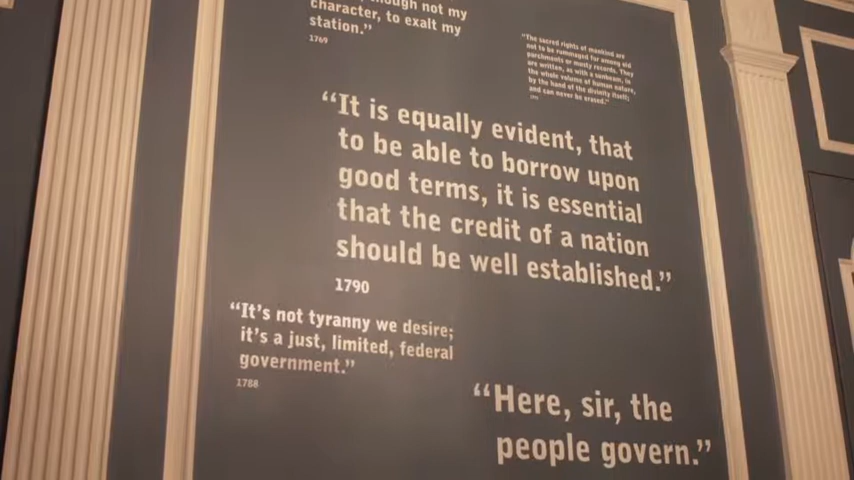 though not my
character, to exalt my
station.”
1769
“The sacred rights of mankind are
not to be rummaged for among old
parchments or musty records. They
are written, as with a sunbeam, in
the whole volume of human nature,
by the hand of the divinity itself;
and can never be erased.”
“It is equally evident, that
to be able to borrow upon
good terms, it is essential
that the credit of a nation
should be well established.”
1790
“It’s not tyranny we desire;
it’s a just, limited, federal
government.”
1788
“Here, sir, the
people govern.”